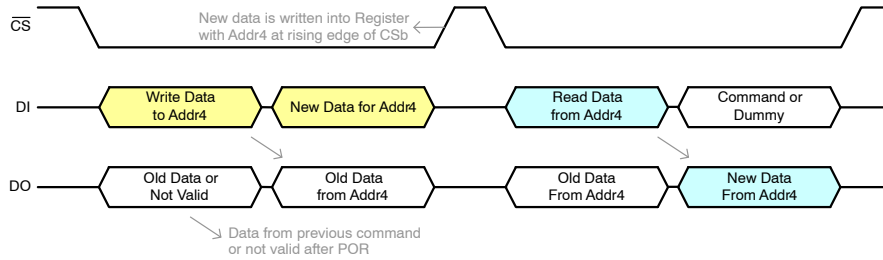 CS
New data is written into Register
with Addr4 at rising edge of CSb
DI
Write Data
to Addr4
New Data for Addr4
Read Data
from Addr4
Command or
Dummy
DO
Old Data or
Not Valid
Old Data
from Addr4
Old Data
From Addr4
New Data
From Addr4
Data from previous command
or not valid after POR